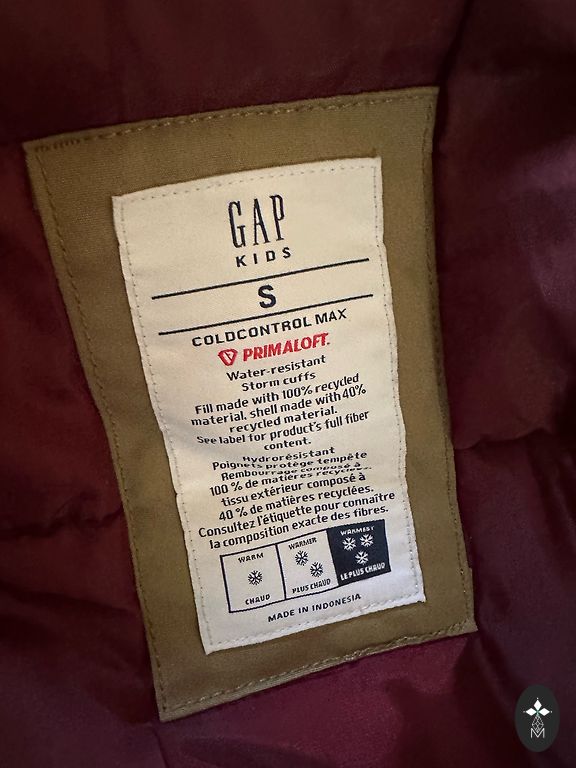 GAP
KIDS
S
COLDCONTROL MAX
PRIMALOFT.
Water-resistant
Storm cuffs
Fill made with 100% recycled
material, shell made with 40%
recycled material.
See label for product's full fiber
content.
Hydrorésistant
Poignets protège tempête
Rembourrage composé à
100 % de matières recyclées,
tissu extérieur composé à
40 % de matières recyclées.
Consultez l'étiquette pour connaître
la composition exacte des fibres.
WARM
CHAUD
WARMER
PLUS CHAUD
WARMEST
LE PLUS CHAUD
MADE IN INDONESIA
M